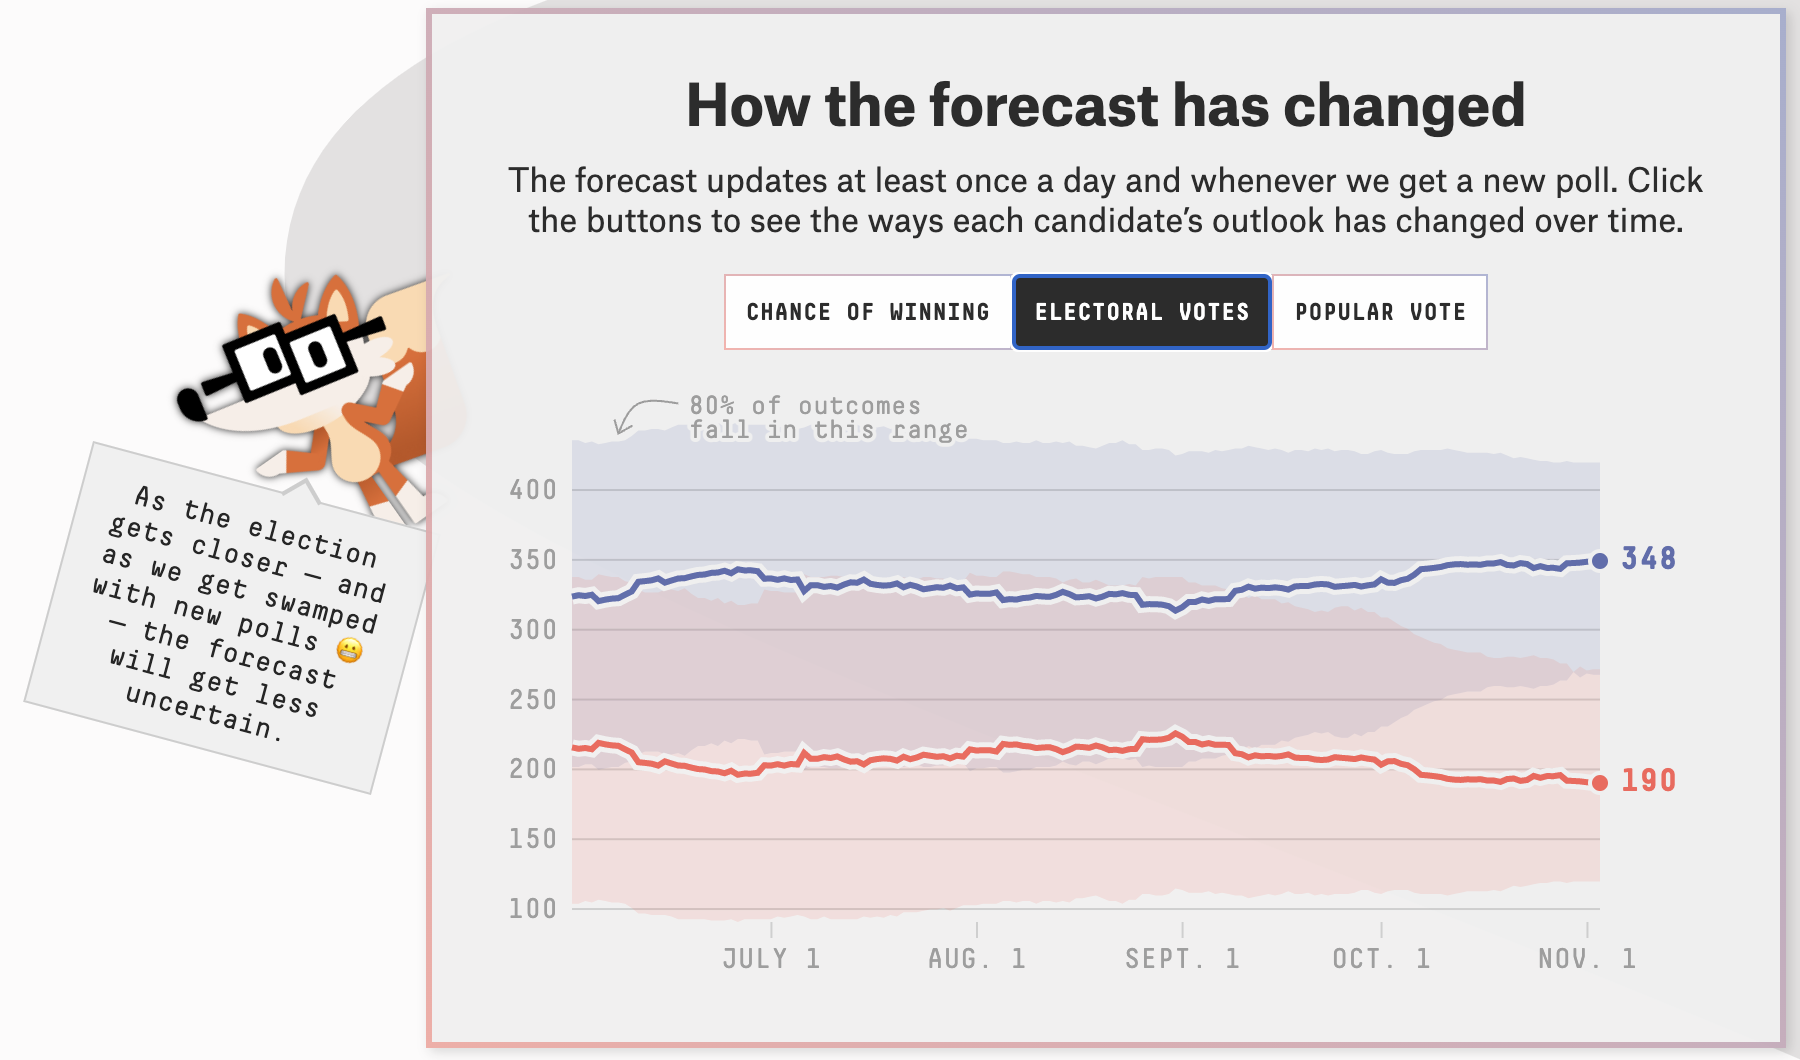 How the forecast has changed
The forecast updates at least once a day and whenever we get a new poll. Click
the buttons to see the ways each candidate’s outlook has changed over time.
CHANCE OF WINNING
ELECTORAL VOTES
POPULAR VOTE
As the election
gets closer — and
as we get swamped
with new polls 😬
— the forecast
will get less
uncertain.
80% of outcomes
fall in this range
400
350
300
250
200
150
100
348
190
JULY 1
AUG. 1
SEPT. 1
OCT. 1
NOV. 1